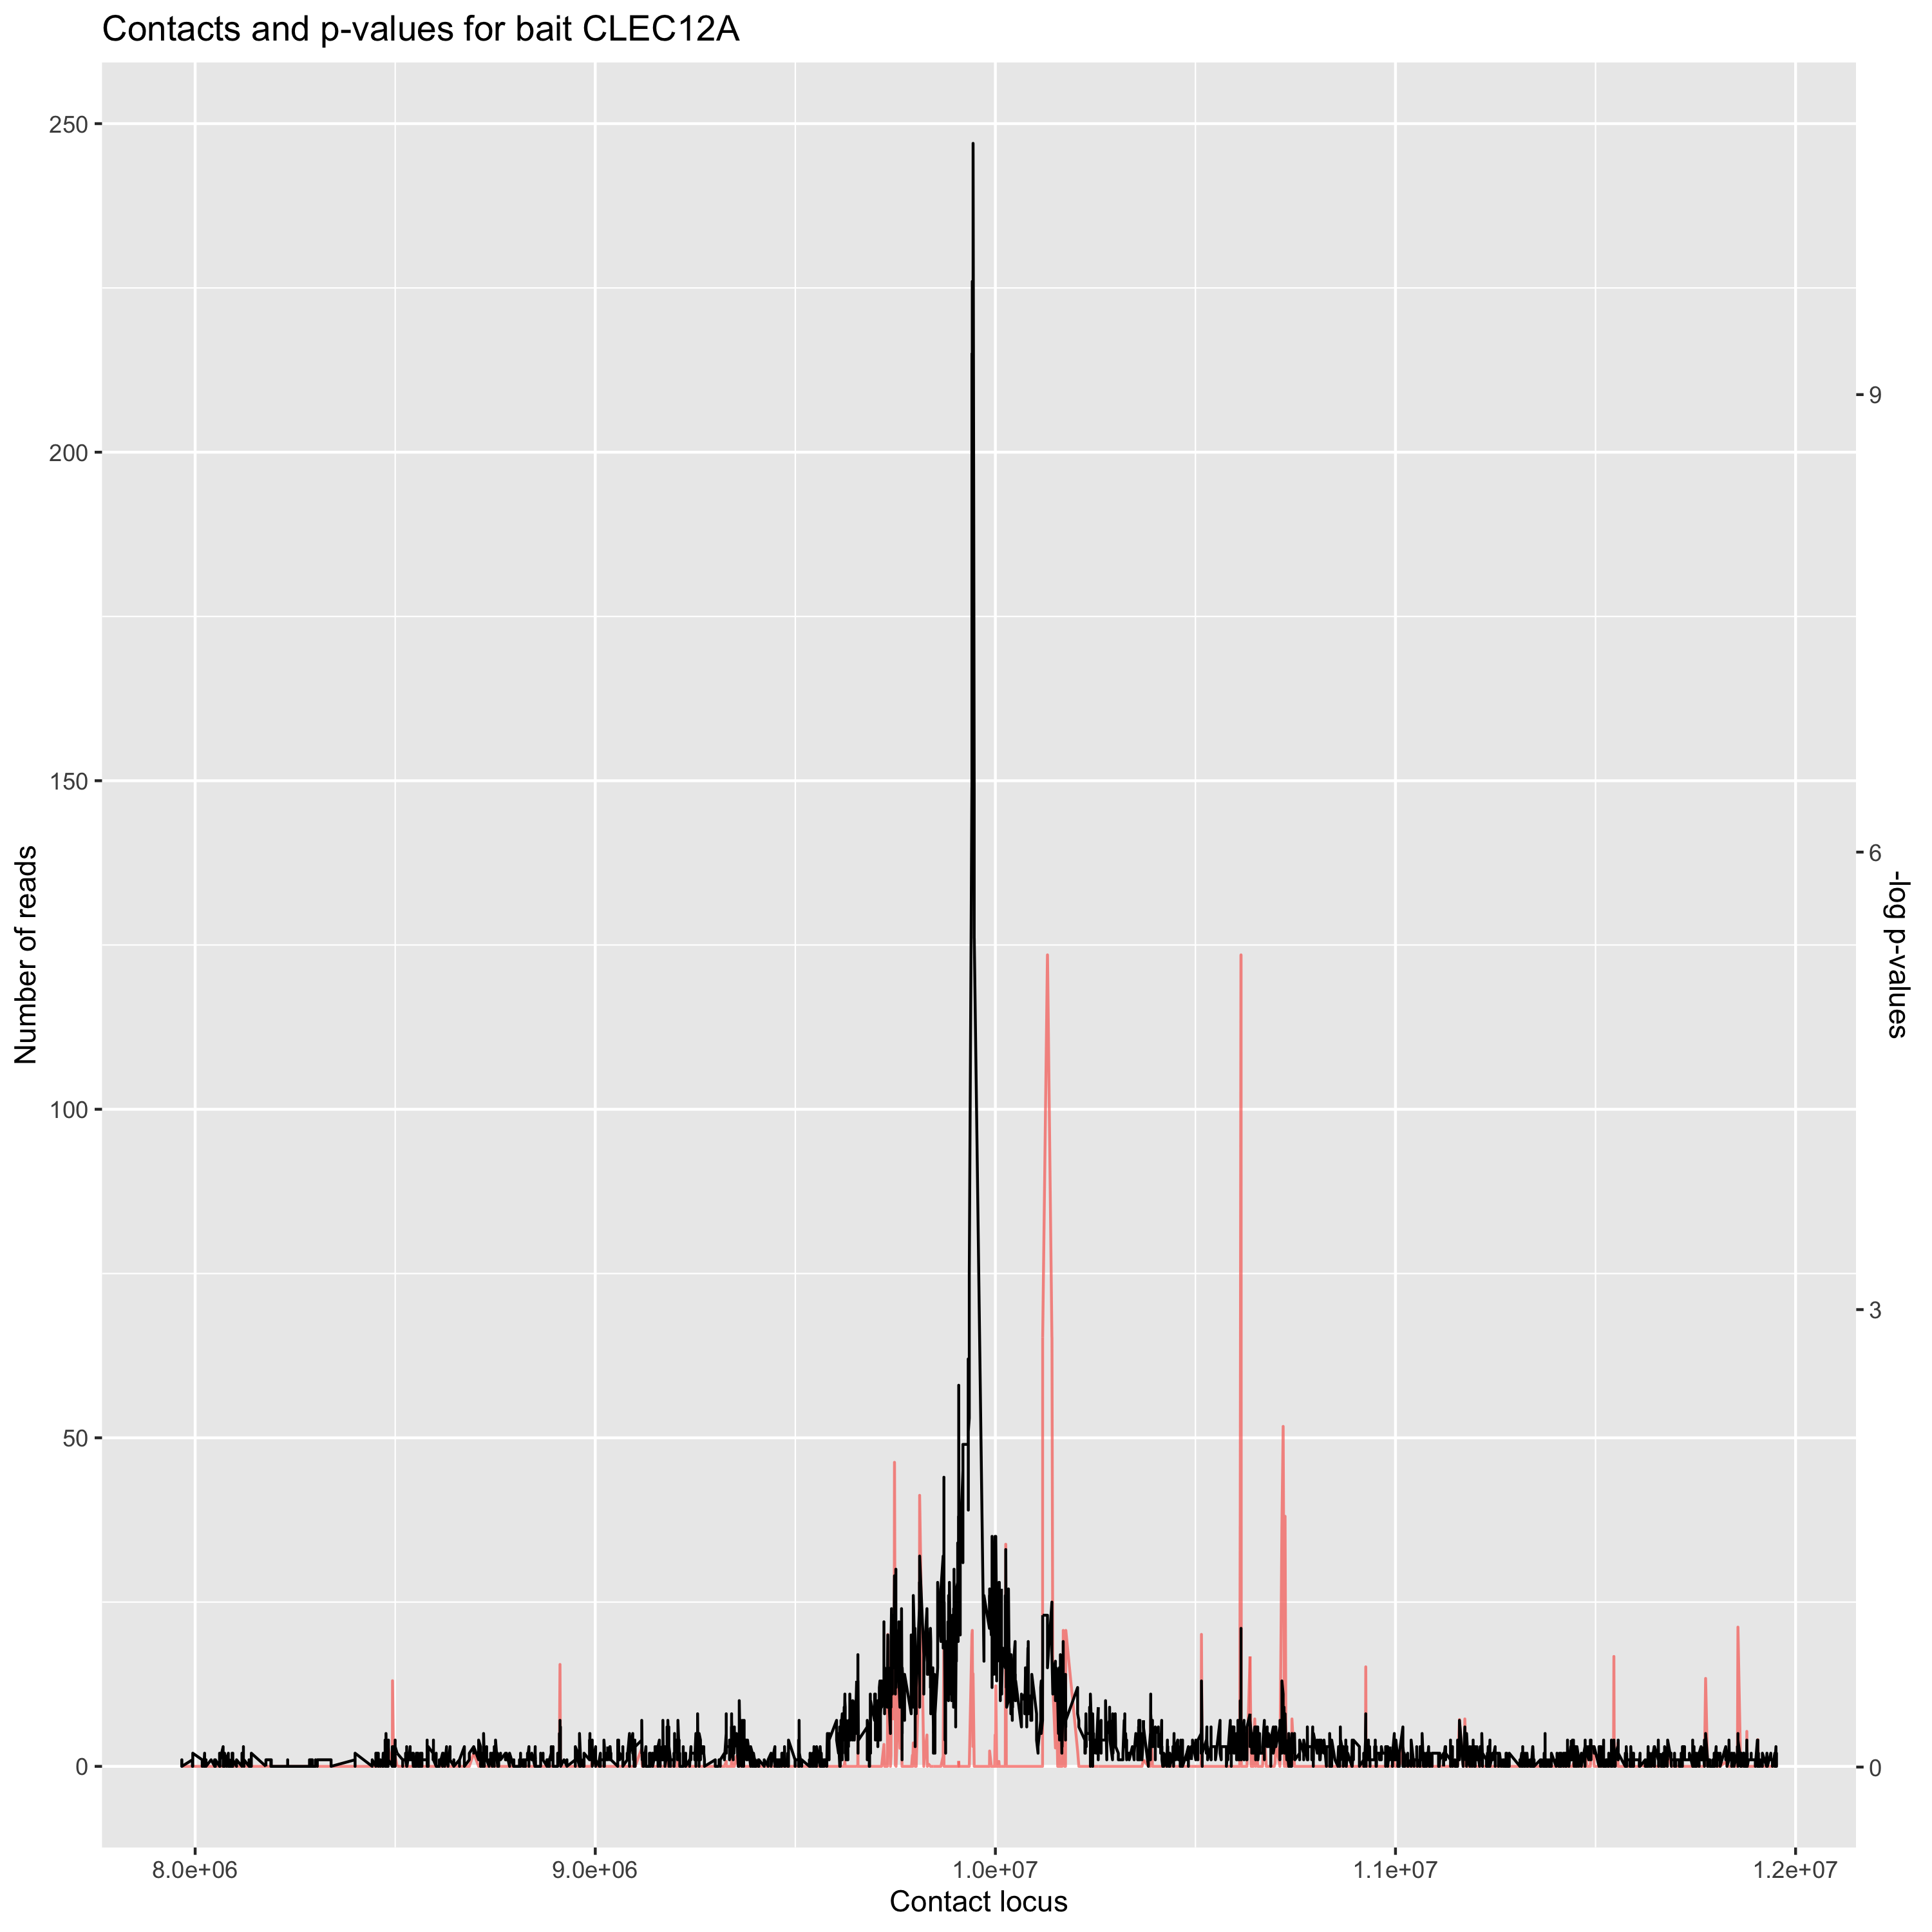 Contacts and p-values for bait CLEC12A
250
200
150
100
50
0
Number of reads
9
6
3
0
-log p-values
8.0e+06
9.0e+06
1.0e+07
1.1e+07
1.2e+07
Contact locus